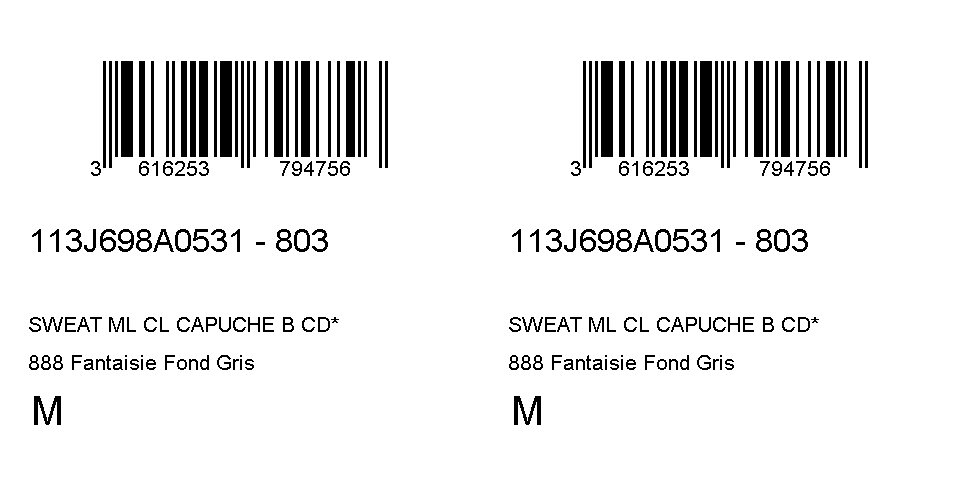 3 616253 794756
113J698A0531 - 803
SWEAT ML CL CAPUCHE B CD*
888 Fantaisie Fond Gris
M
3 616253 794756
113J698A0531 - 803
SWEAT ML CL CAPUCHE B CD*
888 Fantaisie Fond Gris
M